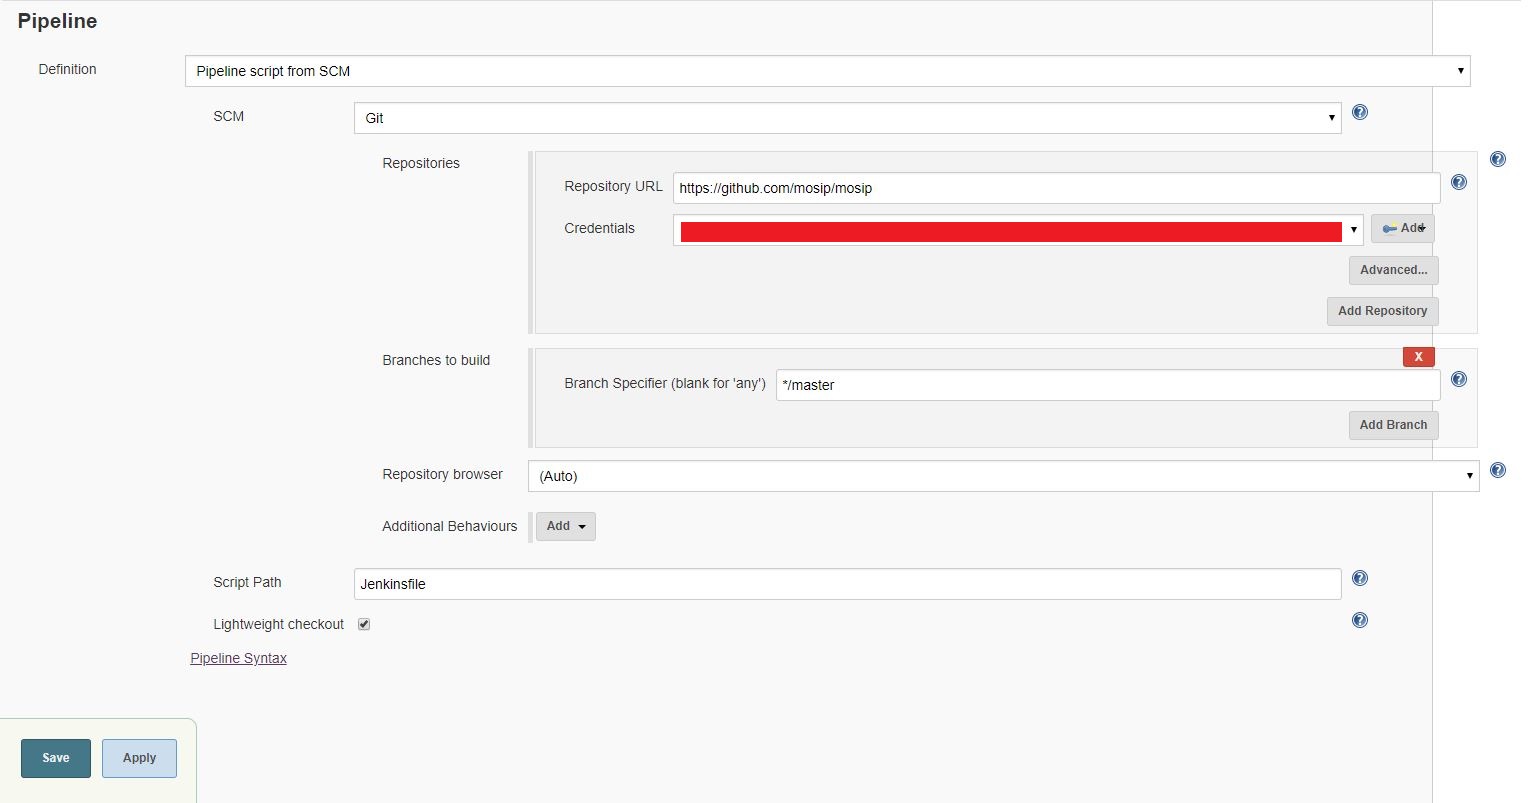 Pipeline
Definition
Pipeline script from SCM
SCM
Git
Repositories
Repository URL
https://github.com/mosip/mosip
Credentials
Add
Advanced...
Add Repository
Branches to build
X
Branch Specifier (blank for 'any')
*/master
Add Branch
Repository browser
(Auto)
Additional Behaviours
Add
Script Path
Jenkinsfile
Lightweight checkout
Pipeline Syntax
Save
Apply